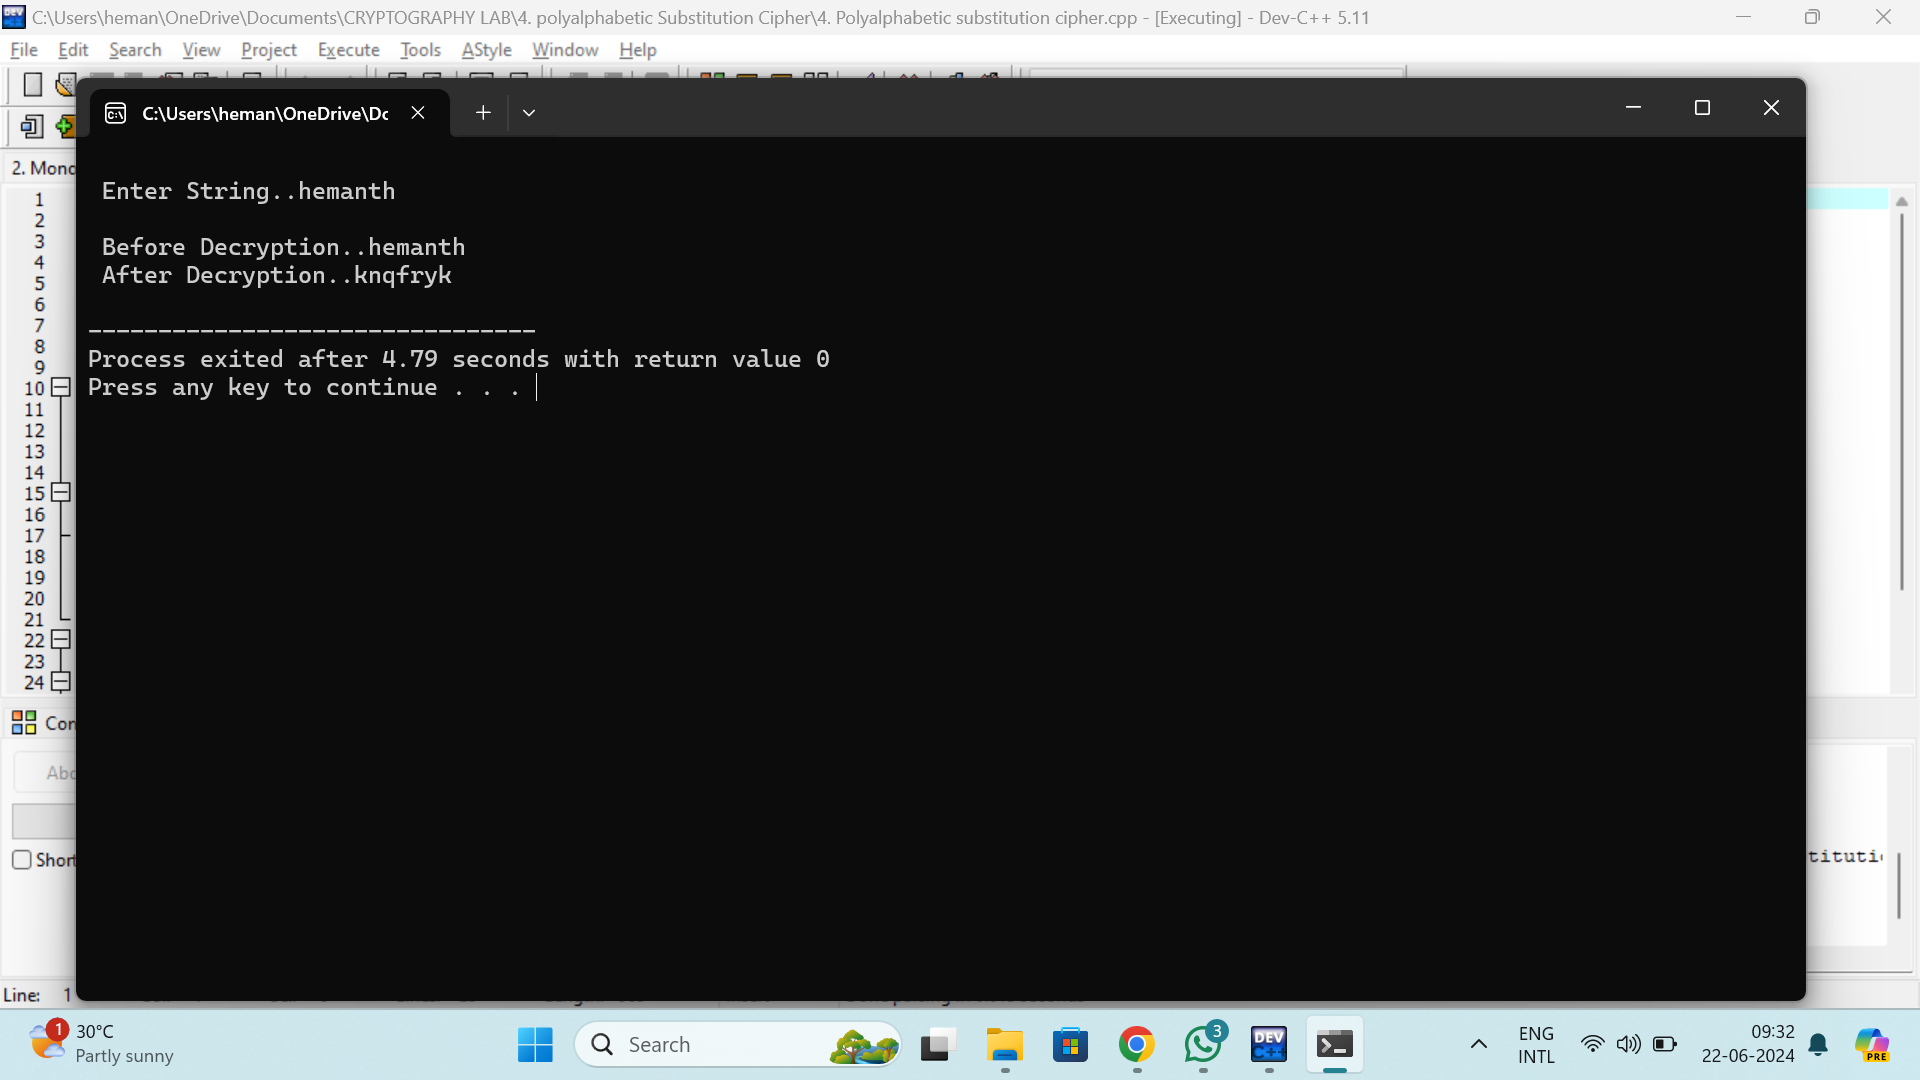 C:\Users\heman\OneDrive\Documents\CRYPTOGRAPHY LAB\4. polyalphabetic Substitution Cipher\4. Polyalphabetic substitution cipher.cpp - [Executing] - Dev-C++ 5.11
File Edit Search View Project Execute Tools AStyle Window Help
C:\Users\heman\OneDrive\Dc
2. Mono
Enter String..hemanth
Before Decryption..hemanth
After Decryption..knqfryk
--------------------------------
Process exited after 4.79 seconds with return value 0
Press any key to continue . . .
1
2
3
4
5
6
7
8
9
10
11
12
13
14
15
16
17
18
19
20
21
22
23
24
Con
Abo
Short
tituti
Line: 1
1
30°C
Partly sunny
Search
3
DEV C++
ENG
INTL
09:32
22-06-2024
PRE